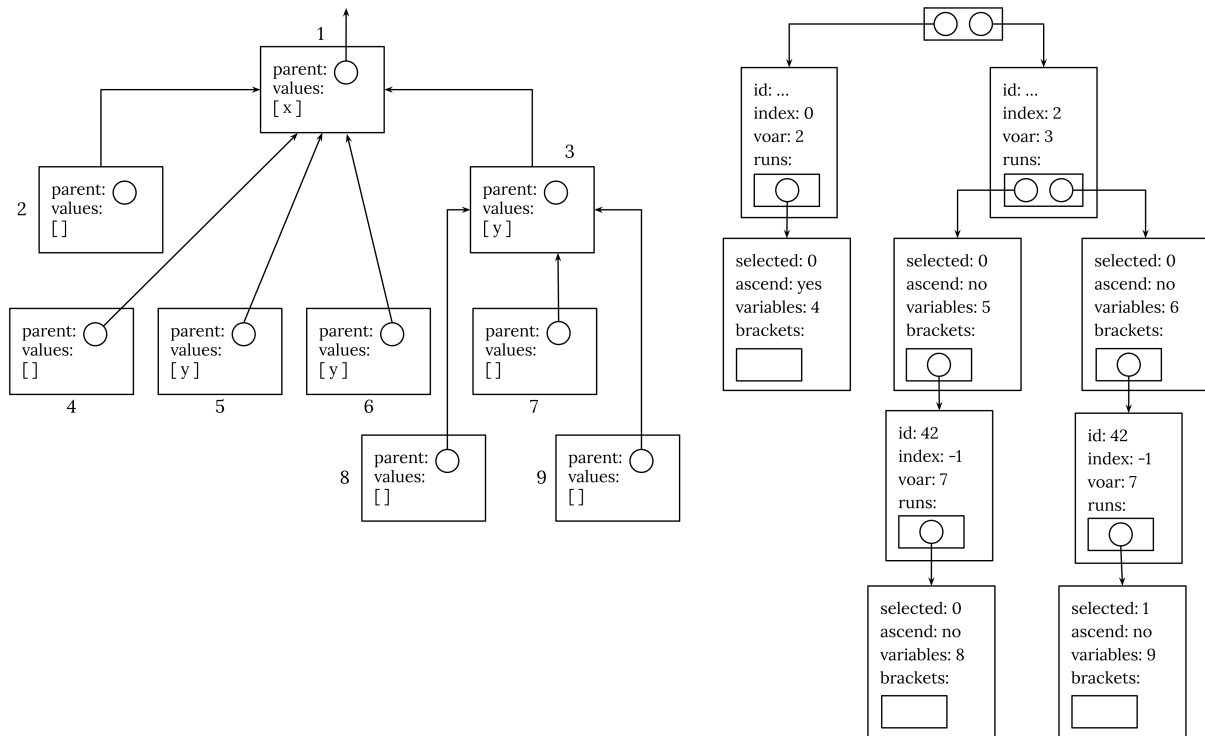 1
parent:
values:
[ x ]
2
parent:
values:
[ ]
3
parent:
values:
[ y ]
parent:
values:
[ ]
4
parent:
values:
[ y ]
5
parent:
values:
[ y ]
6
parent:
values:
[ ]
7
8
parent:
values:
[ ]
9
parent:
values:
[ ]
id: ...
index: 0
voar: 2
runs:
id: ...
index: 2
voar: 3
runs:
selected: 0
ascend: yes
variables: 4
brackets:
selected: 0
ascend: no
variables: 5
brackets:
selected: 0
ascend: no
variables: 6
brackets:
id: 42
index: -1
voar: 7
runs:
id: 42
index: -1
voar: 7
runs:
selected: 0
ascend: no
variables: 8
brackets:
selected: 1
ascend: no
variables: 9
brackets: